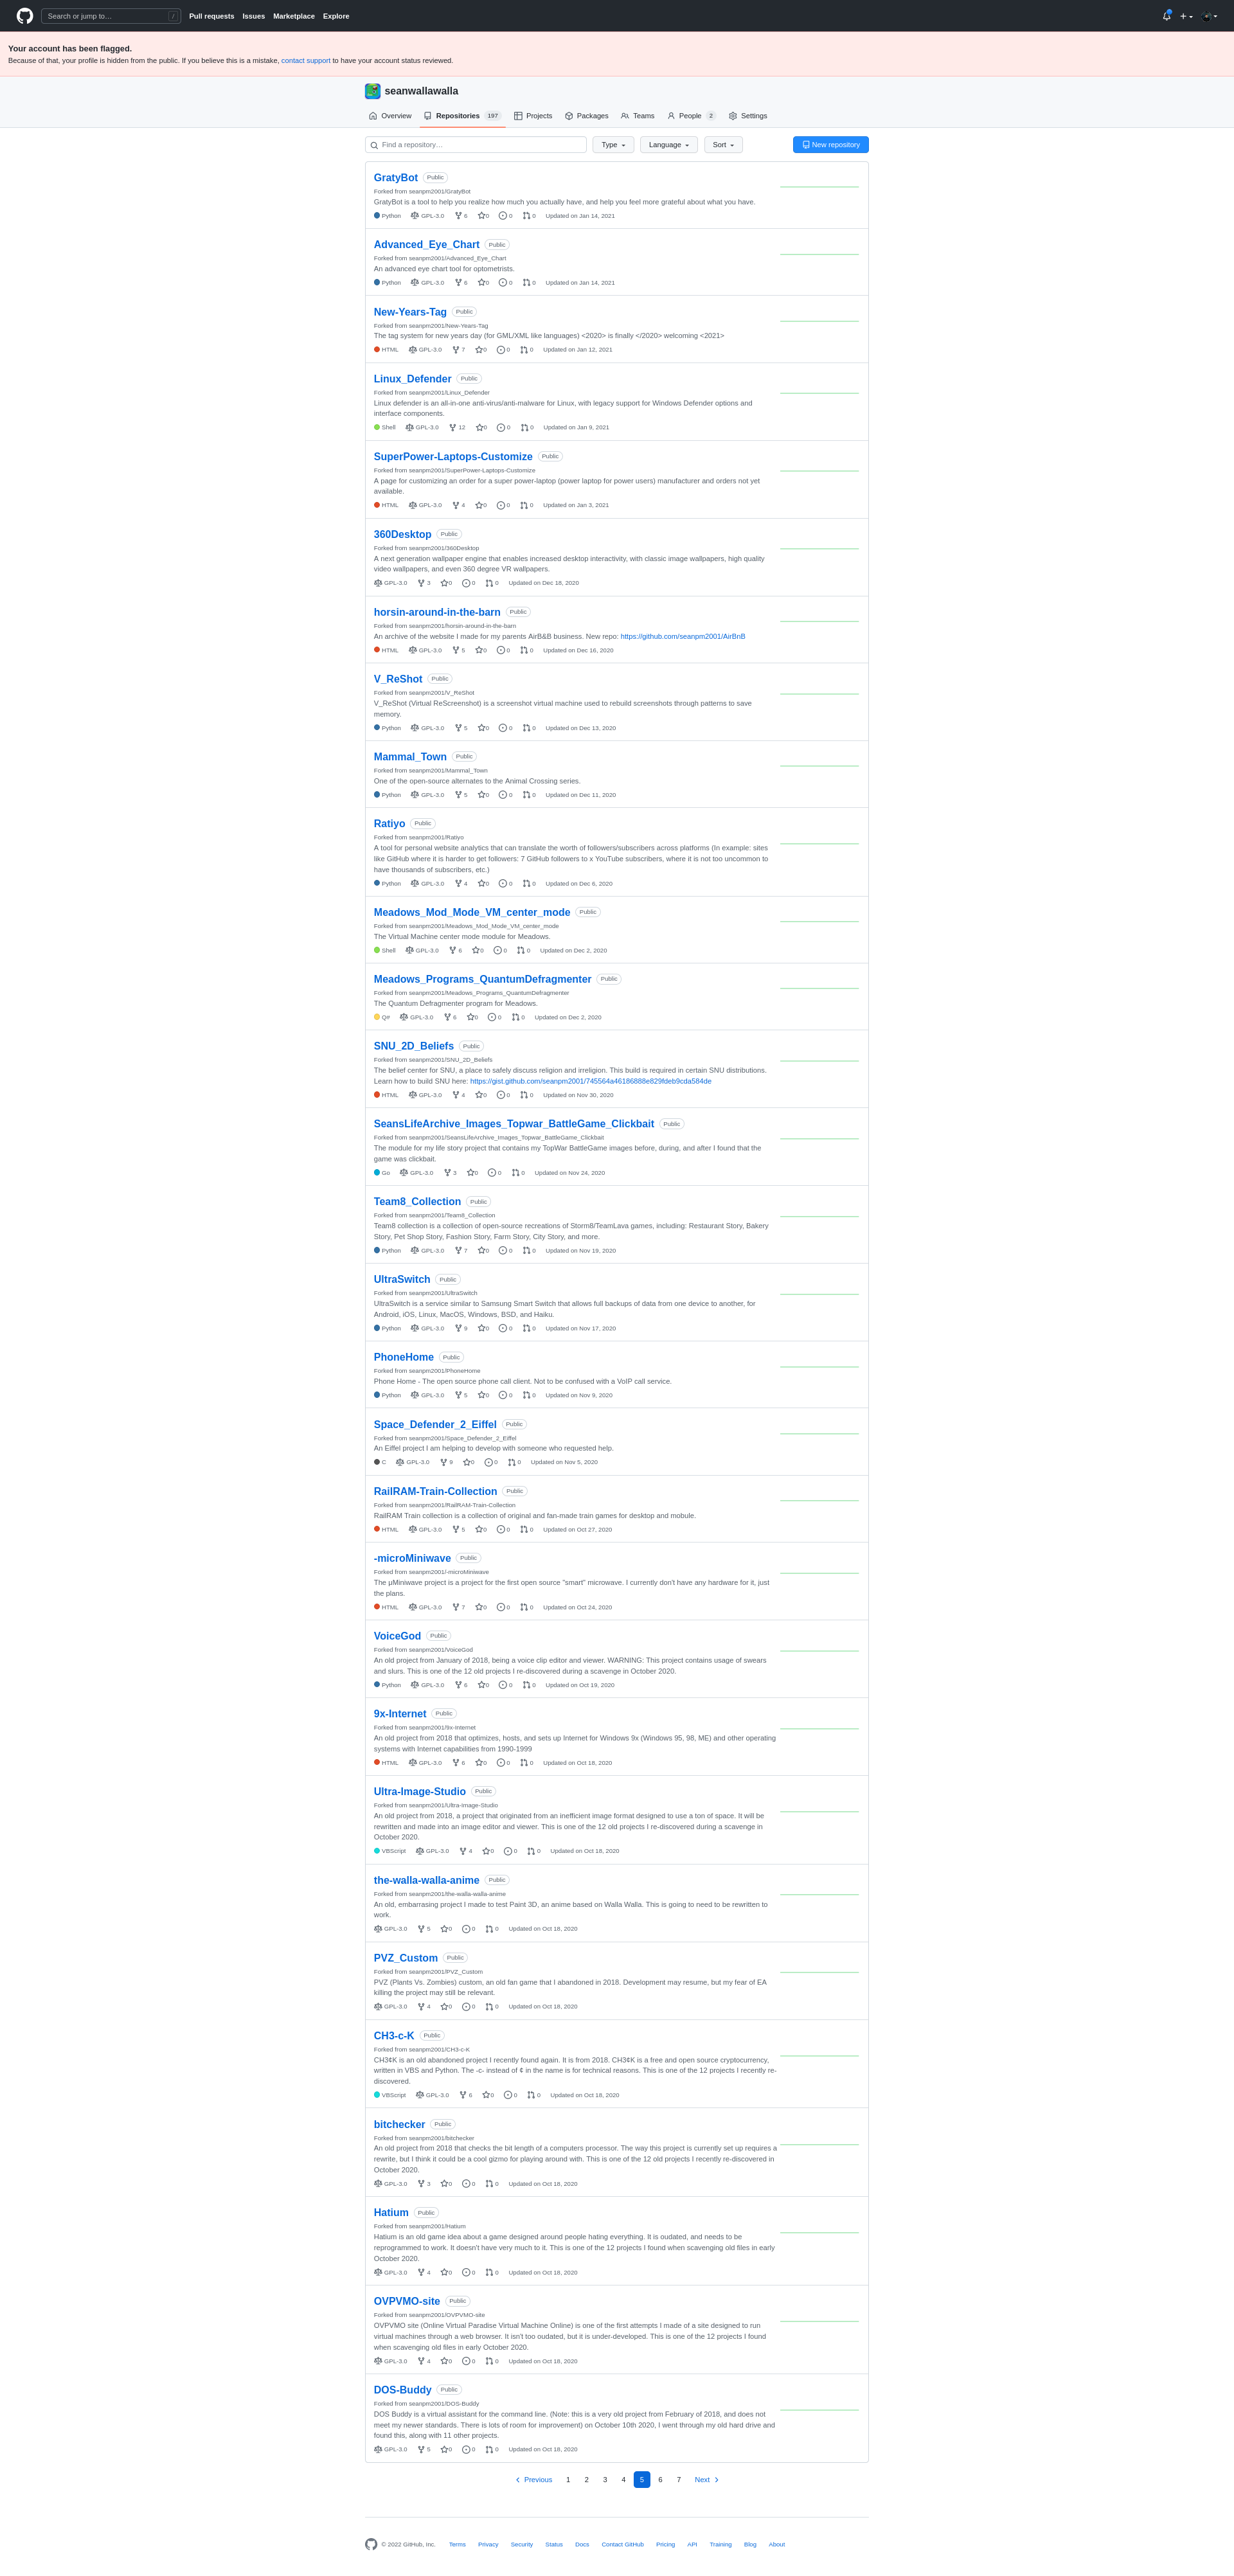 Search or jump to… /
Pull requests Issues Marketplace Explore
Your account has been flagged.
Because of that, your profile is hidden from the public. If you believe this is a mistake, contact support to have your account status reviewed.
seanwallawalla
Overview Repositories 197 Projects Packages Teams People 2 Settings
Find a repository… Type Language Sort New repository
GratyBot Public
Forked from seanpm2001/GratyBot
GratyBot is a tool to help you realize how much you actually have, and help you feel more grateful about what you have.
Python GPL-3.0 6 0 0 0 Updated on Jan 14, 2021
Advanced_Eye_Chart Public
Forked from seanpm2001/Advanced_Eye_Chart
An advanced eye chart tool for optometrists.
Python GPL-3.0 6 0 0 0 Updated on Jan 14, 2021
New-Years-Tag Public
Forked from seanpm2001/New-Years-Tag
The tag system for new years day (for GML/XML like languages) <2020> is finally </2020> welcoming <2021>
HTML GPL-3.0 7 0 0 0 Updated on Jan 12, 2021
Linux_Defender Public
Forked from seanpm2001/Linux_Defender
Linux defender is an all-in-one anti-virus/anti-malware for Linux, with legacy support for Windows Defender options and
interface components.
Shell GPL-3.0 12 0 0 0 Updated on Jan 9, 2021
SuperPower-Laptops-Customize Public
Forked from seanpm2001/SuperPower-Laptops-Customize
A page for customizing an order for a super power-laptop (power laptop for power users) manufacturer and orders not yet
available.
HTML GPL-3.0 4 0 0 0 Updated on Jan 3, 2021
360Desktop Public
Forked from seanpm2001/360Desktop
A next generation wallpaper engine that enables increased desktop interactivity, with classic image wallpapers, high quality
video wallpapers, and even 360 degree VR wallpapers.
GPL-3.0 3 0 0 0 Updated on Dec 18, 2020
horsin-around-in-the-barn Public
Forked from seanpm2001/horsin-around-in-the-barn
An archive of the website I made for my parents AirB&B business. New repo: https://github.com/seanpm2001/AirBnB
HTML GPL-3.0 5 0 0 0 Updated on Dec 16, 2020
V_ReShot Public
Forked from seanpm2001/V_ReShot
V_ReShot (Virtual ReScreenshot) is a screenshot virtual machine used to rebuild screenshots through patterns to save
memory.
Python GPL-3.0 5 0 0 0 Updated on Dec 13, 2020
Mammal_Town Public
Forked from seanpm2001/Mammal_Town
One of the open-source alternates to the Animal Crossing series.
Python GPL-3.0 5 0 0 0 Updated on Dec 11, 2020
Ratiyo Public
Forked from seanpm2001/Ratiyo
A tool for personal website analytics that can translate the worth of followers/subscribers across platforms (In example: sites
like GitHub where it is harder to get followers: 7 GitHub followers to x YouTube subscribers, where it is not too uncommon to
have thousands of subscribers, etc.)
Python GPL-3.0 4 0 0 0 Updated on Dec 6, 2020
Meadows_Mod_Mode_VM_center_mode Public
Forked from seanpm2001/Meadows_Mod_Mode_VM_center_mode
The Virtual Machine center mode module for Meadows.
Shell GPL-3.0 6 0 0 0 Updated on Dec 2, 2020
Meadows_Programs_QuantumDefragmenter Public
Forked from seanpm2001/Meadows_Programs_QuantumDefragmenter
The Quantum Defragmenter program for Meadows.
Q# GPL-3.0 6 0 0 0 Updated on Dec 2, 2020
SNU_2D_Beliefs Public
Forked from seanpm2001/SNU_2D_Beliefs
The belief center for SNU, a place to safely discuss religion and irreligion. This build is required in certain SNU distributions.
Learn how to build SNU here: https://gist.github.com/seanpm2001/745564a46186888e829fdeb9cda584de
HTML GPL-3.0 4 0 0 0 Updated on Nov 30, 2020
SeansLifeArchive_Images_Topwar_BattleGame_Clickbait Public
Forked from seanpm2001/SeansLifeArchive_Images_Topwar_BattleGame_Clickbait
The module for my life story project that contains my TopWar BattleGame images before, during, and after I found that the
game was clickbait.
Go GPL-3.0 3 0 0 0 Updated on Nov 24, 2020
Team8_Collection Public
Forked from seanpm2001/Team8_Collection
Team8 collection is a collection of open-source recreations of Storm8/TeamLava games, including: Restaurant Story, Bakery
Story, Pet Shop Story, Fashion Story, Farm Story, City Story, and more.
Python GPL-3.0 7 0 0 0 Updated on Nov 19, 2020
UltraSwitch Public
Forked from seanpm2001/UltraSwitch
UltraSwitch is a service similar to Samsung Smart Switch that allows full backups of data from one device to another, for
Android, iOS, Linux, MacOS, Windows, BSD, and Haiku.
Python GPL-3.0 9 0 0 0 Updated on Nov 17, 2020
PhoneHome Public
Forked from seanpm2001/PhoneHome
Phone Home - The open source phone call client. Not to be confused with a VoIP call service.
Python GPL-3.0 5 0 0 0 Updated on Nov 9, 2020
Space_Defender_2_Eiffel Public
Forked from seanpm2001/Space_Defender_2_Eiffel
An Eiffel project I am helping to develop with someone who requested help.
C GPL-3.0 9 0 0 0 Updated on Nov 5, 2020
RailRAM-Train-Collection Public
Forked from seanpm2001/RailRAM-Train-Collection
RailRAM Train collection is a collection of original and fan-made train games for desktop and mobule.
HTML GPL-3.0 5 0 0 0 Updated on Oct 27, 2020
-microMiniwave Public
Forked from seanpm2001/-microMiniwave
The µMiniwave project is a project for the first open source "smart" microwave. I currently don't have any hardware for it, just
the plans.
HTML GPL-3.0 7 0 0 0 Updated on Oct 24, 2020
VoiceGod Public
Forked from seanpm2001/VoiceGod
An old project from January of 2018, being a voice clip editor and viewer. WARNING: This project contains usage of swears
and slurs. This is one of the 12 old projects I re-discovered during a scavenge in October 2020.
Python GPL-3.0 6 0 0 0 Updated on Oct 19, 2020
9x-Internet Public
Forked from seanpm2001/9x-Internet
An old project from 2018 that optimizes, hosts, and sets up Internet for Windows 9x (Windows 95, 98, ME) and other operating
systems with Internet capabilities from 1990-1999
HTML GPL-3.0 6 0 0 0 Updated on Oct 18, 2020
Ultra-Image-Studio Public
Forked from seanpm2001/Ultra-Image-Studio
An old project from 2018, a project that originated from an inefficient image format designed to use a ton of space. It will be
rewritten and made into an image editor and viewer. This is one of the 12 old projects I re-discovered during a scavenge in
October 2020.
VBScript GPL-3.0 4 0 0 0 Updated on Oct 18, 2020
the-walla-walla-anime Public
Forked from seanpm2001/the-walla-walla-anime
An old, embarrasing project I made to test Paint 3D, an anime based on Walla Walla. This is going to need to be rewritten to
work.
GPL-3.0 5 0 0 0 Updated on Oct 18, 2020
PVZ_Custom Public
Forked from seanpm2001/PVZ_Custom
PVZ (Plants Vs. Zombies) custom, an old fan game that I abandoned in 2018. Development may resume, but my fear of EA
killing the project may still be relevant.
GPL-3.0 4 0 0 0 Updated on Oct 18, 2020
CH3-c-K Public
Forked from seanpm2001/CH3-c-K
CH3¢K is an old abandoned project I recently found again. It is from 2018. CH3¢K is a free and open source cryptocurrency,
written in VBS and Python. The -c- instead of ¢ in the name is for technical reasons. This is one of the 12 projects I recently re-
discovered.
VBScript GPL-3.0 6 0 0 0 Updated on Oct 18, 2020
bitchecker Public
Forked from seanpm2001/bitchecker
An old project from 2018 that checks the bit length of a computers processor. The way this project is currently set up requires a
rewrite, but I think it could be a cool gizmo for playing around with. This is one of the 12 old projects I recently re-discovered in
October 2020.
GPL-3.0 3 0 0 0 Updated on Oct 18, 2020
Hatium Public
Forked from seanpm2001/Hatium
Hatium is an old game idea about a game designed around people hating everything. It is oudated, and needs to be
reprogrammed to work. It doesn't have very much to it. This is one of the 12 projects I found when scavenging old files in early
October 2020.
GPL-3.0 4 0 0 0 Updated on Oct 18, 2020
OVPVMO-site Public
Forked from seanpm2001/OVPVMO-site
OVPVMO site (Online Virtual Paradise Virtual Machine Online) is one of the first attempts I made of a site designed to run
virtual machines through a web browser. It isn't too oudated, but it is under-developed. This is one of the 12 projects I found
when scavenging old files in early October 2020.
GPL-3.0 4 0 0 0 Updated on Oct 18, 2020
DOS-Buddy Public
Forked from seanpm2001/DOS-Buddy
DOS Buddy is a virtual assistant for the command line. (Note: this is a very old project from February of 2018, and does not
meet my newer standards. There is lots of room for improvement) on October 10th 2020, I went through my old hard drive and
found this, along with 11 other projects.
GPL-3.0 5 0 0 0 Updated on Oct 18, 2020
Previous 1 2 3 4 5 6 7 Next
© 2022 GitHub, Inc. Terms Privacy Security Status Docs Contact GitHub Pricing API Training Blog About